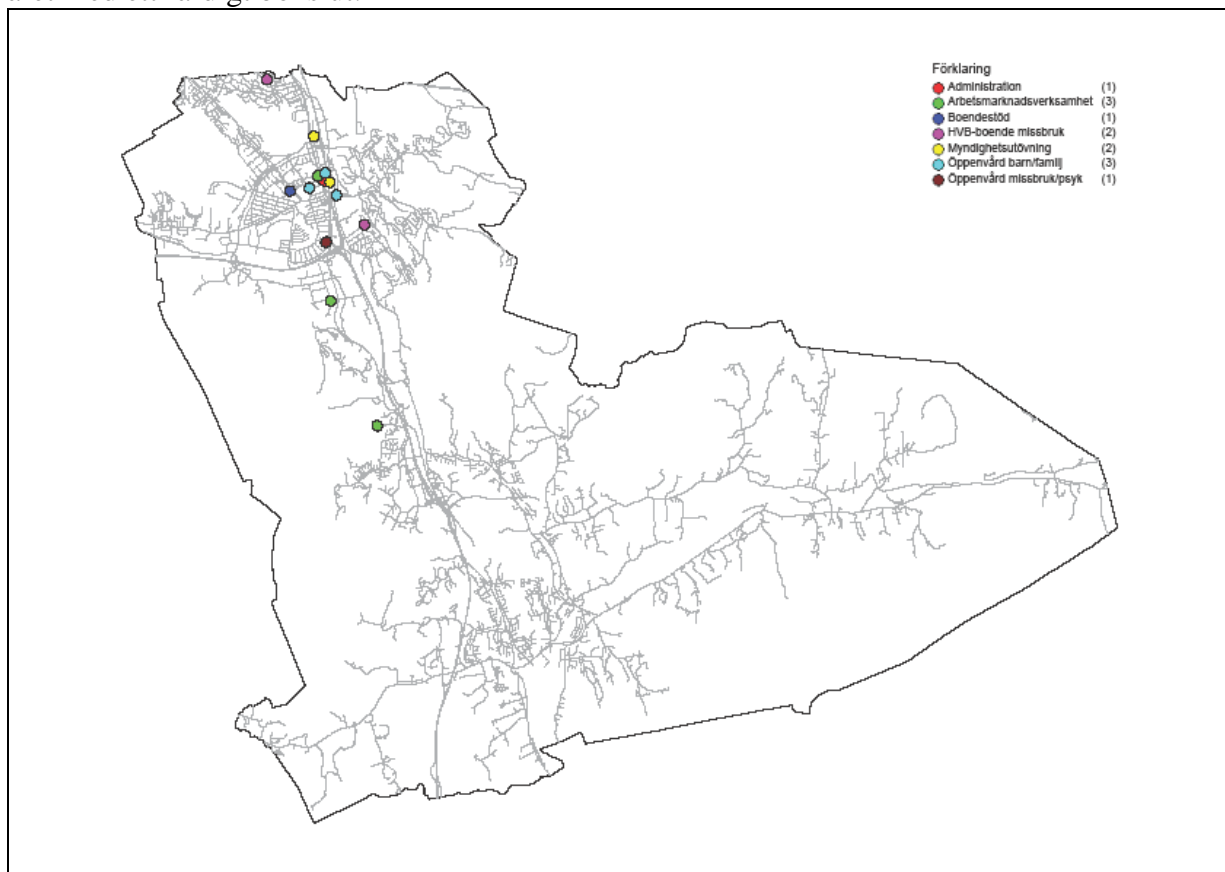 Förklaring
Administration (1)
Arbetsmarknadsverksamhet (3)
Boendestöd (1)
HVB-boende missbruk (2)
Myndighetsutövning (2)
Öppenvård barn/familj (3)
Öppenvård missbruk/psyk (1)